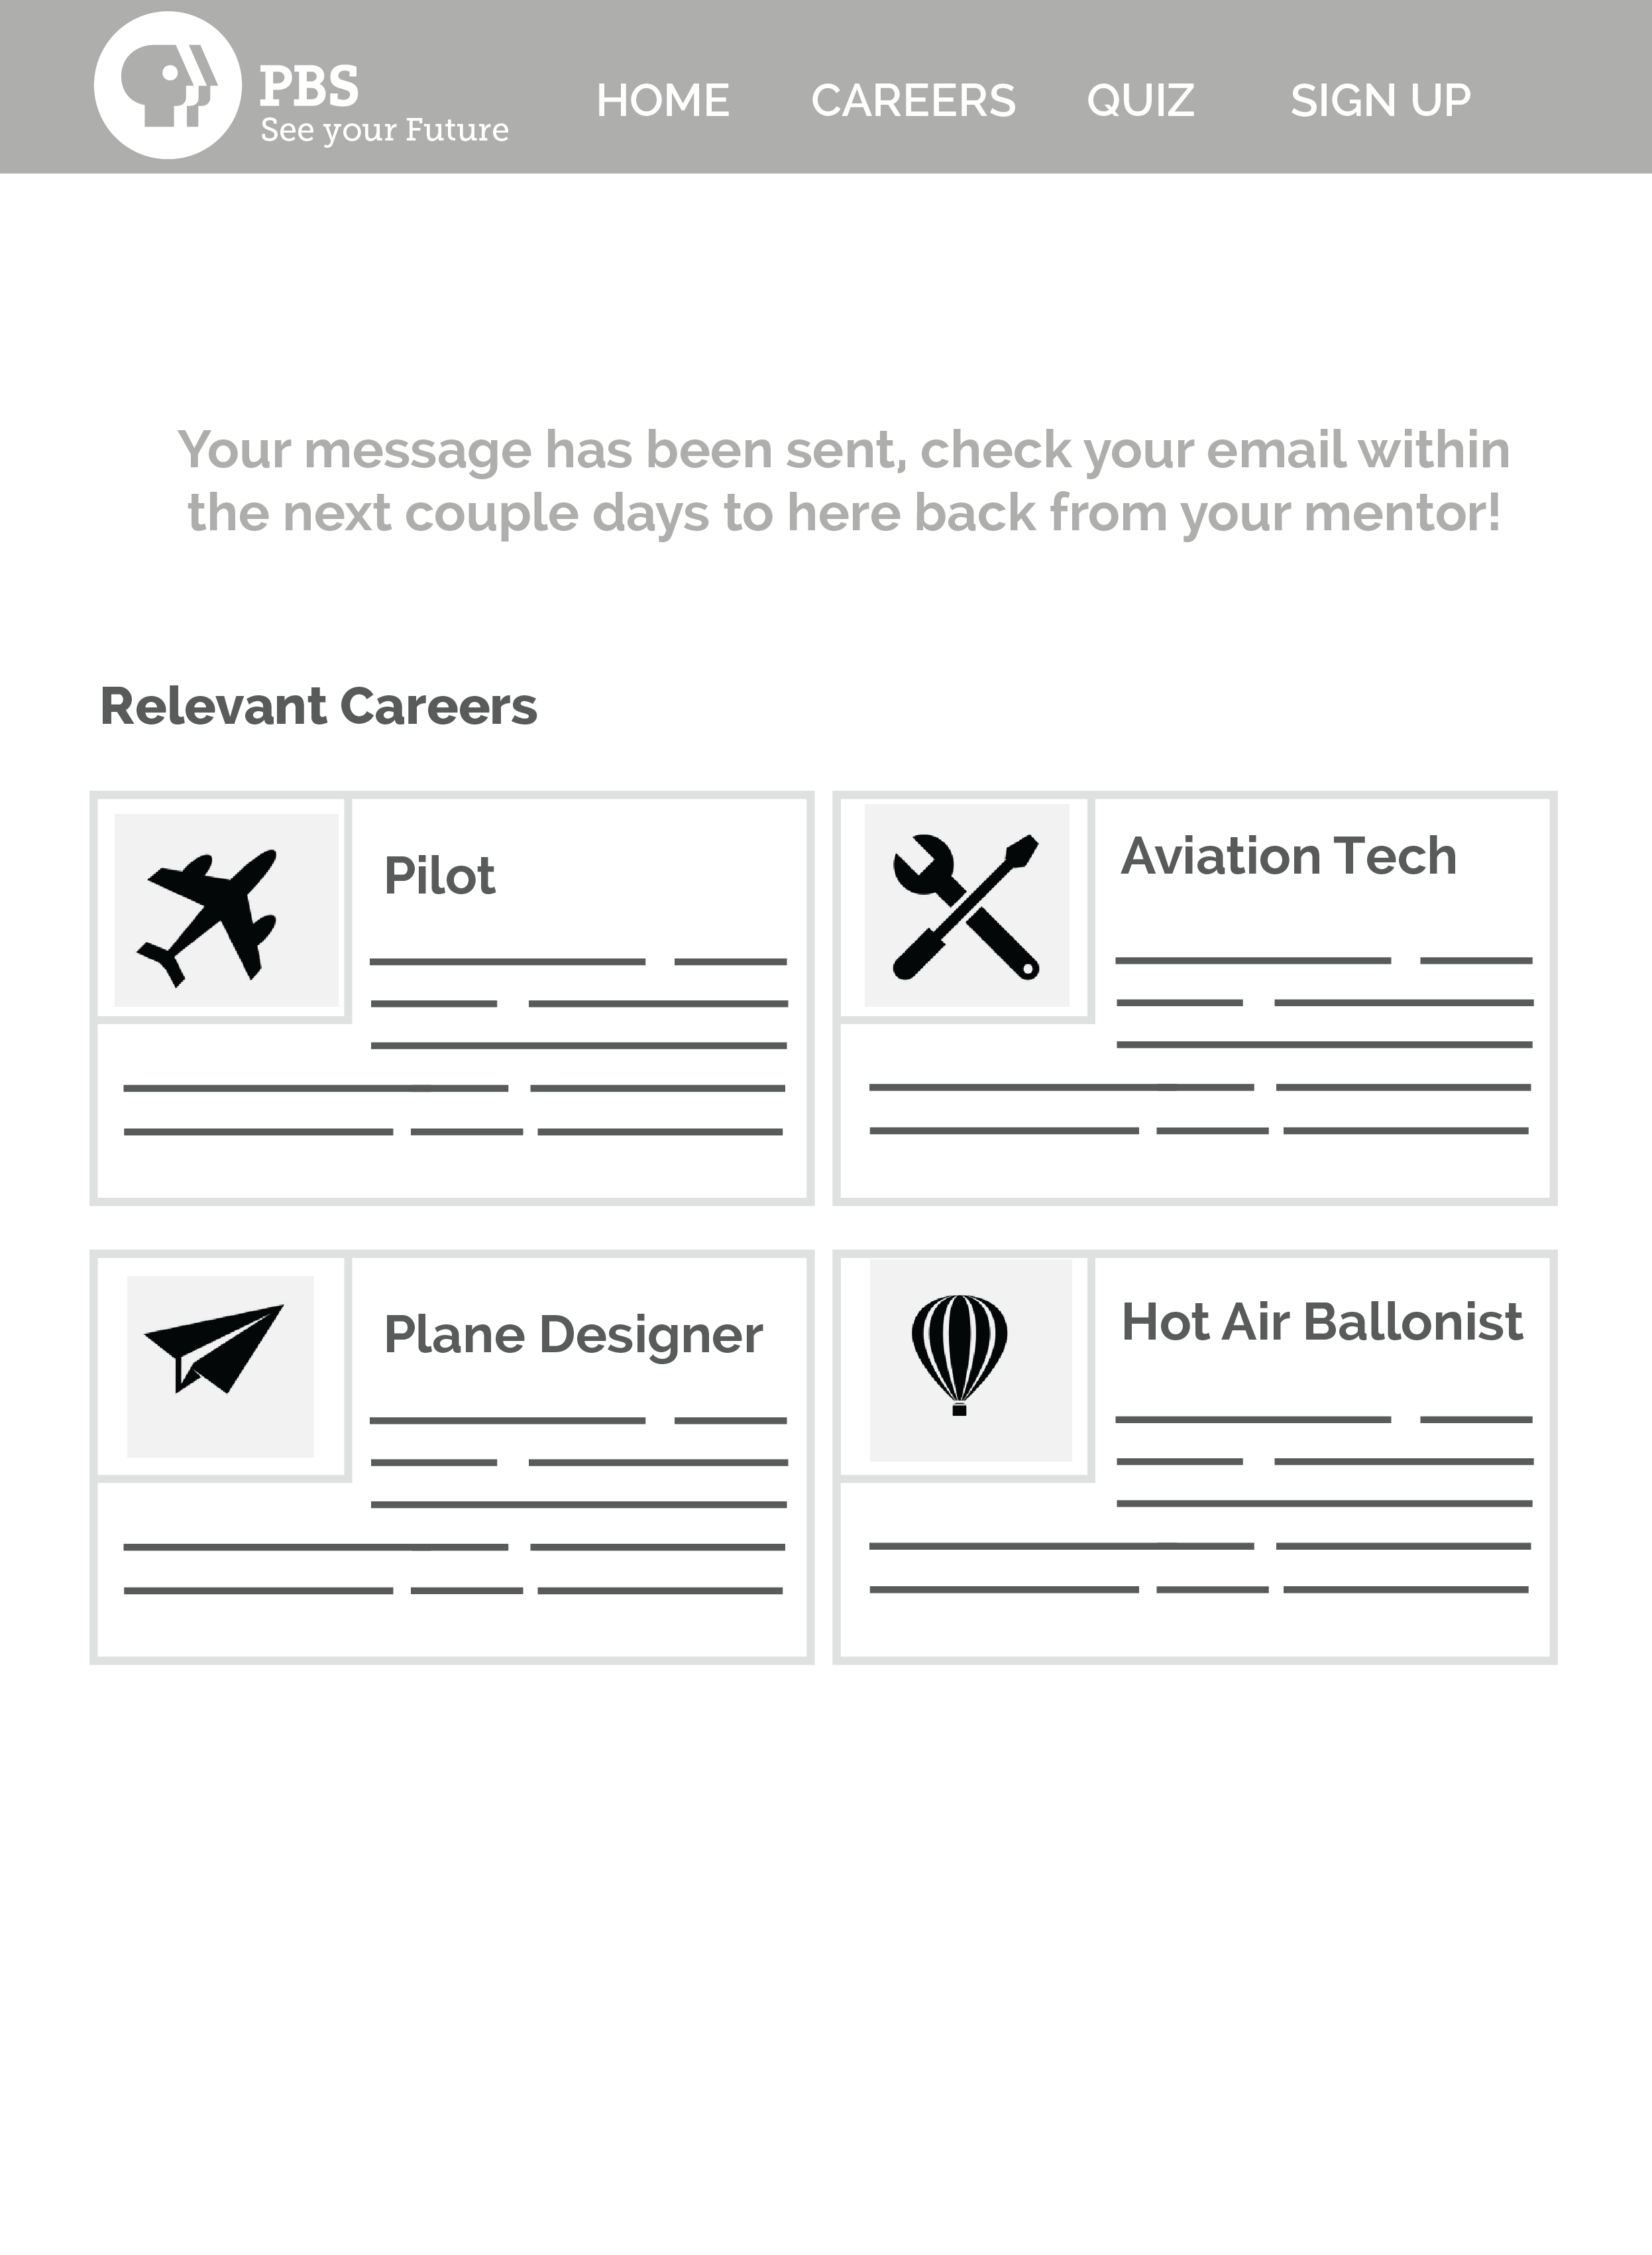 PBS
See your Future
HOME CAREERS QUIZ SIGN UP
Your message has been sent, check your email within
the next couple days to here back from your mentor!
Relevant Careers
Pilot
Aviation Tech
Plane Designer
Hot Air Ballonist